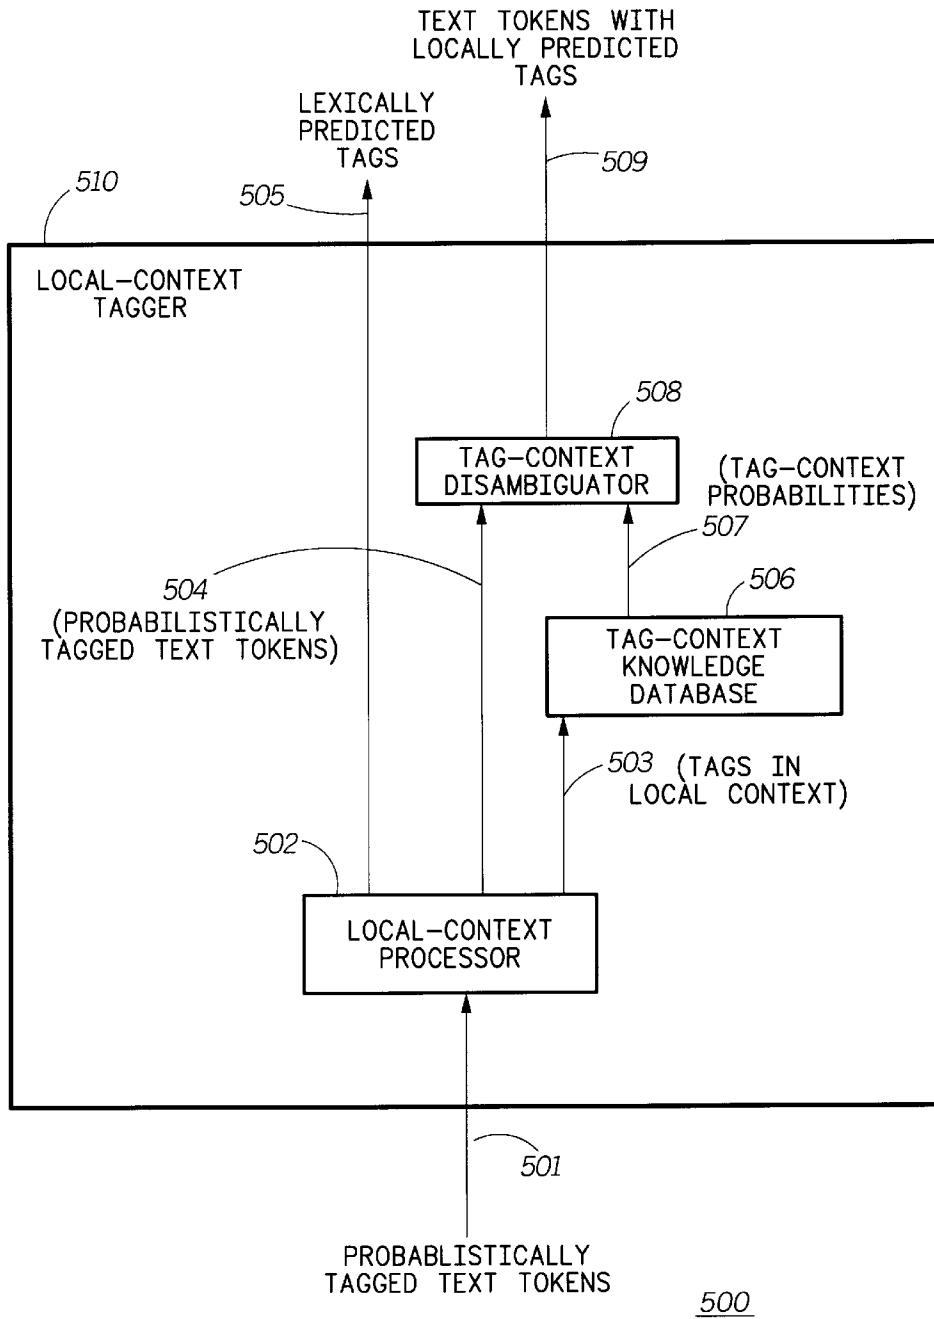 TEXT TOKENS WITH
LOCALLY PREDICTED
TAGS
LEXICALLY
PREDICTED
TAGS
509
510
505
LOCAL-CONTEXT
TAGGER
508
TAG-CONTEXT
DISAMBIGUATOR
(TAG-CONTEXT
PROBABILITIES)
507
504
(PROBABILISTICALLY
TAGGED TEXT TOKENS)
506
TAG-CONTEXT
KNOWLEDGE
DATABASE
503 (TAGS IN
LOCAL CONTEXT)
502
LOCAL-CONTEXT
PROCESSOR
501
PROBABLISTICALLY
TAGGED TEXT TOKENS
500